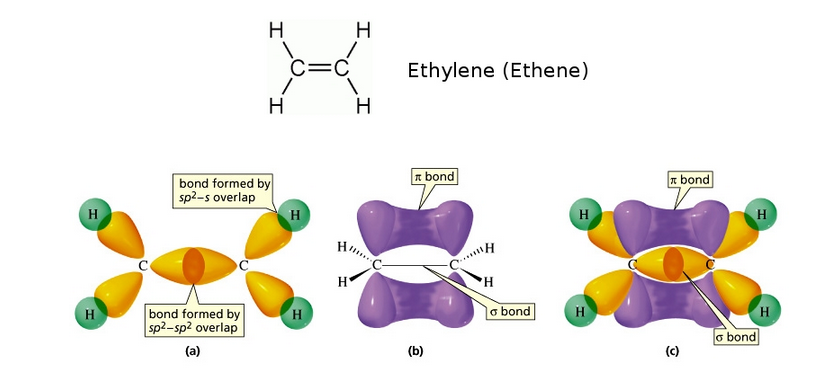 H H
C=C
H H
Ethylene (Ethene)
bond formed by
sp²–s overlap
H H
C C
H H
bond formed by
sp²–sp² overlap
(a)
π bond
H H
C C
H H
σ bond
(b)
π bond
H H
C C
H H
σ bond
(c)